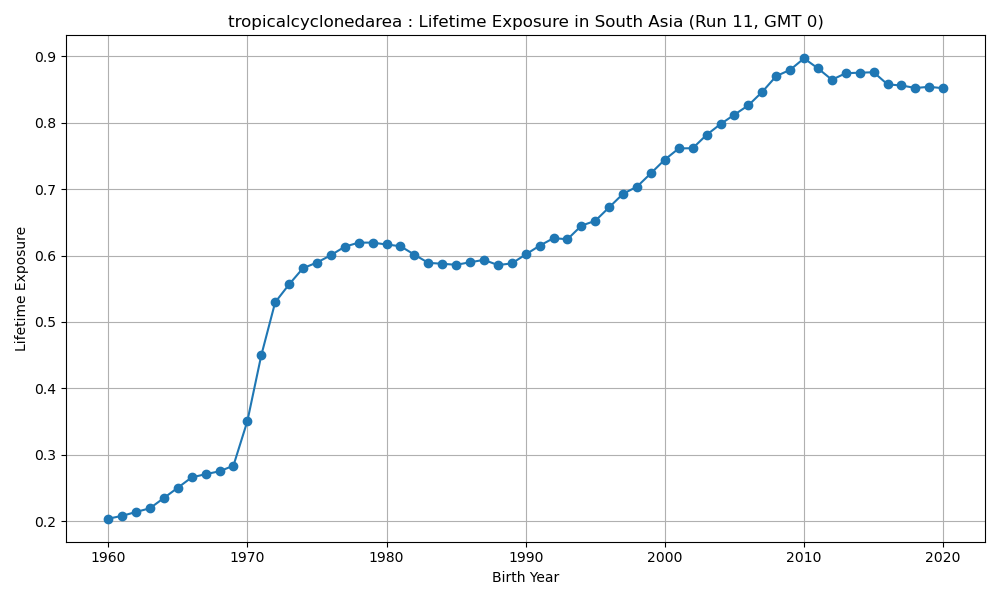 tropicalcyclonedarea : Lifetime Exposure in South Asia (Run 11, GMT 0)
Lifetime Exposure
0.9
0.8
0.7
0.6
0.5
0.4
0.3
0.2
1960 1970 1980 1990 2000 2010 2020
Birth Year